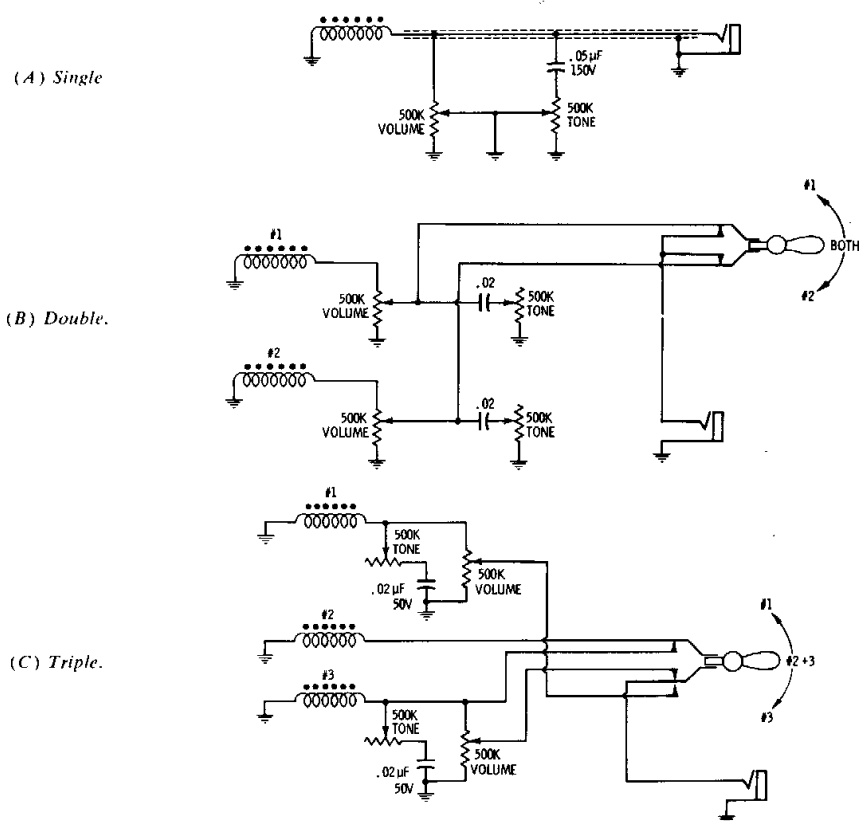 (A) Single
.05 µF
150V
500K
VOLUME
500K
TONE
(B) Double.
#1
500K
VOLUME
.02
500K
TONE
#2
500K
VOLUME
.02
500K
TONE
#1
BOTH
#2
(C) Triple.
#1
500K
TONE
.02 µF
50V
500K
VOLUME
#2
#3
500K
TONE
.02 µF
50V
500K
VOLUME
#1
#2+3
#3